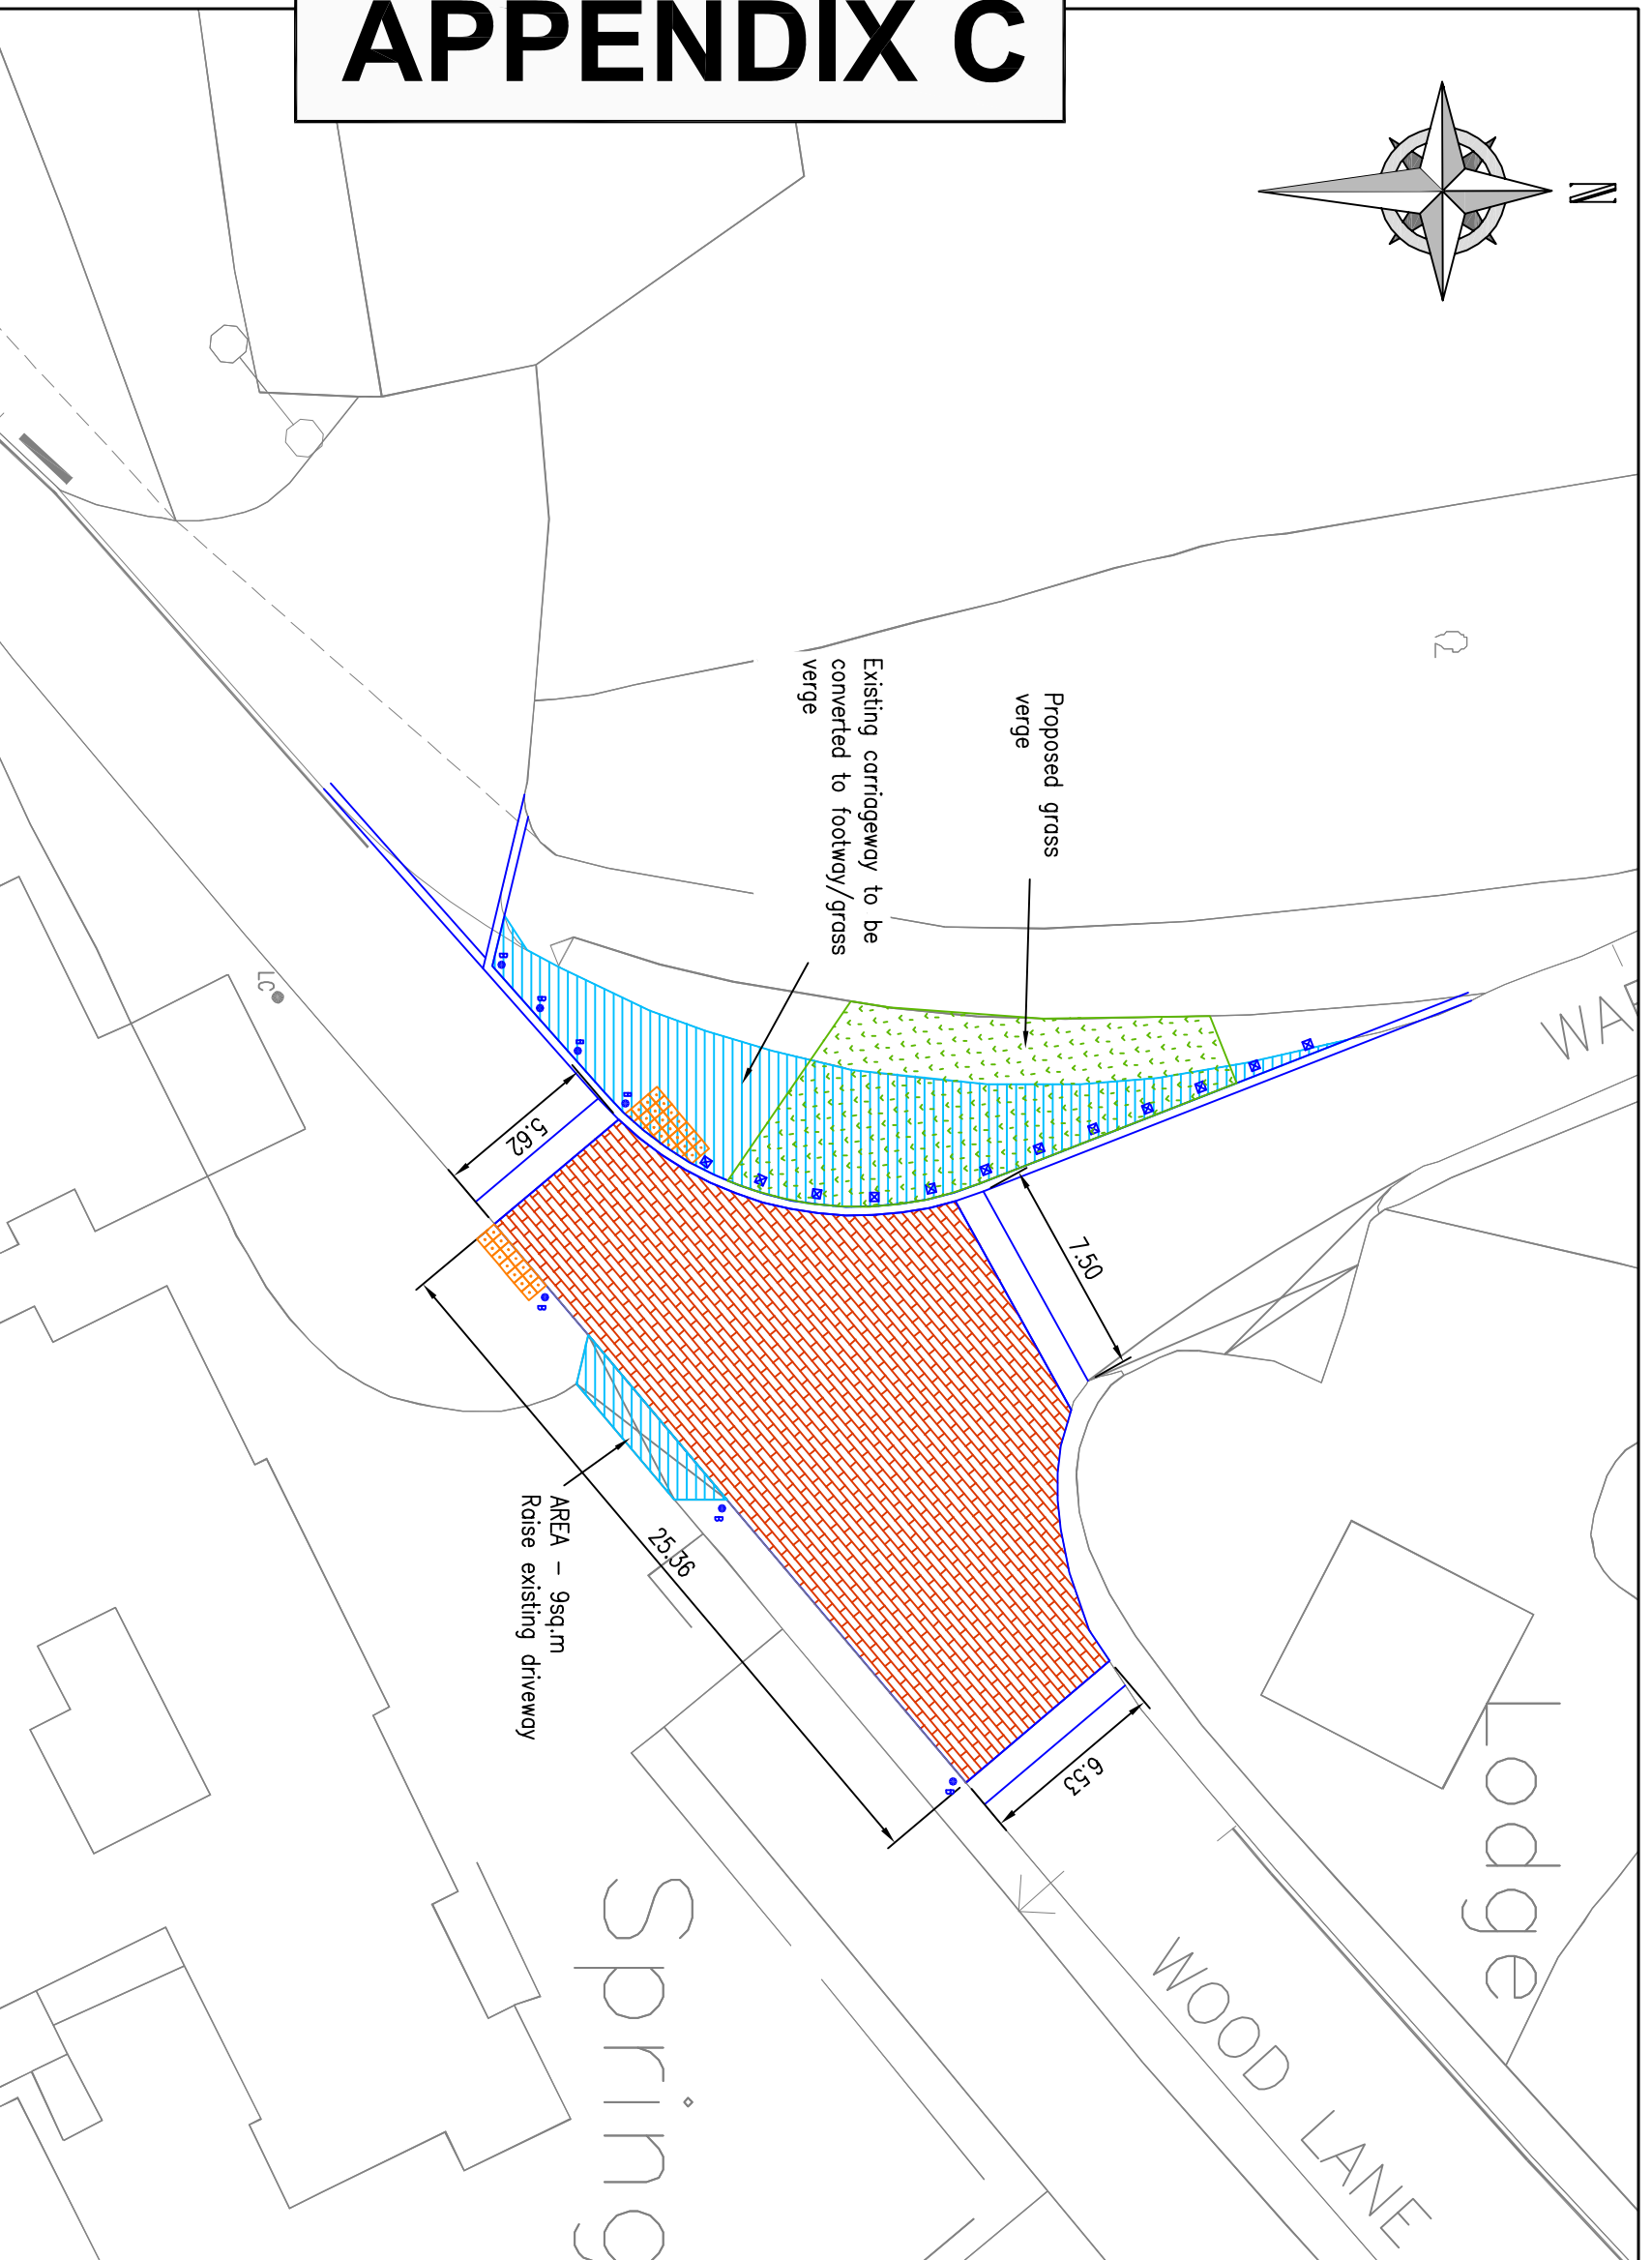 APPENDIX C
N
Proposed grass
verge
Existing carriageway to be
converted to footway/grass
verge
LC
B
B
B
B
5.62
7.50
B
B
25.36
AREA - 9sq.m
Raise existing driveway
6.53
B
Lodge
Spring
WOOD LANE